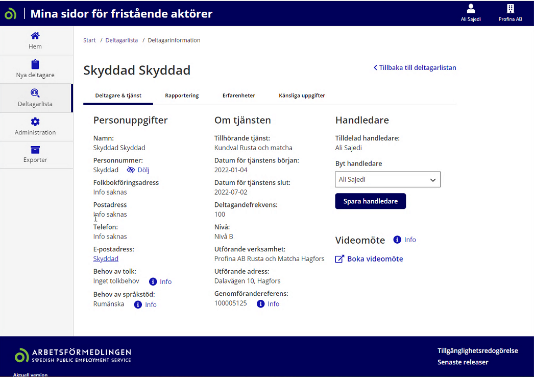 Mina sidor för fristående aktörer
Ali Sajedi
Profina AB
Hem
Nya deltagare
Deltagarlista
Administration
Exporter
Start / Deltagarlista / Deltagarinformation
Skyddad Skyddad
Tillbaka till deltagarlistan
Deltagare & tjänst
Rapportering
Erfarenheter
Känsliga uppgifter
Personuppgifter
Namn:
Skyddad Skyddad
Personnummer:
Skyddad Dölj
Folkbokföringsadress
Info saknas
Postadress
Info saknas
Telefon:
Info saknas
E-postadress:
Skyddad
Behov av tolk:
Inget tolkbehov Info
Behov av språkstöd:
Rumänska Info
Om tjänsten
Tillhörande tjänst:
Kundval Rusta och matcha
Datum för tjänstens början:
2022-01-04
Datum för tjänstens slut:
2022-07-02
Deltagandefrekvens:
100
Nivå:
Nivå B
Utförande verksamhet:
Profina AB Rusta och Matcha Hagfors
Utförande adress:
Dalavägen 10, Hagfors
Genomförandereferens:
100005125 Info
Handledare
Tilldelad handledare:
Ali Sajedi
Byt handledare
Ali Sajedi
Spara handledare
Videomöte Info
Boka videomöte
ARBETSFÖRMEDLINGEN
SWEDISH PUBLIC EMPLOYMENT SERVICE
Tillgänglighetsredogörelse
Senaste releaser
Aktuell version